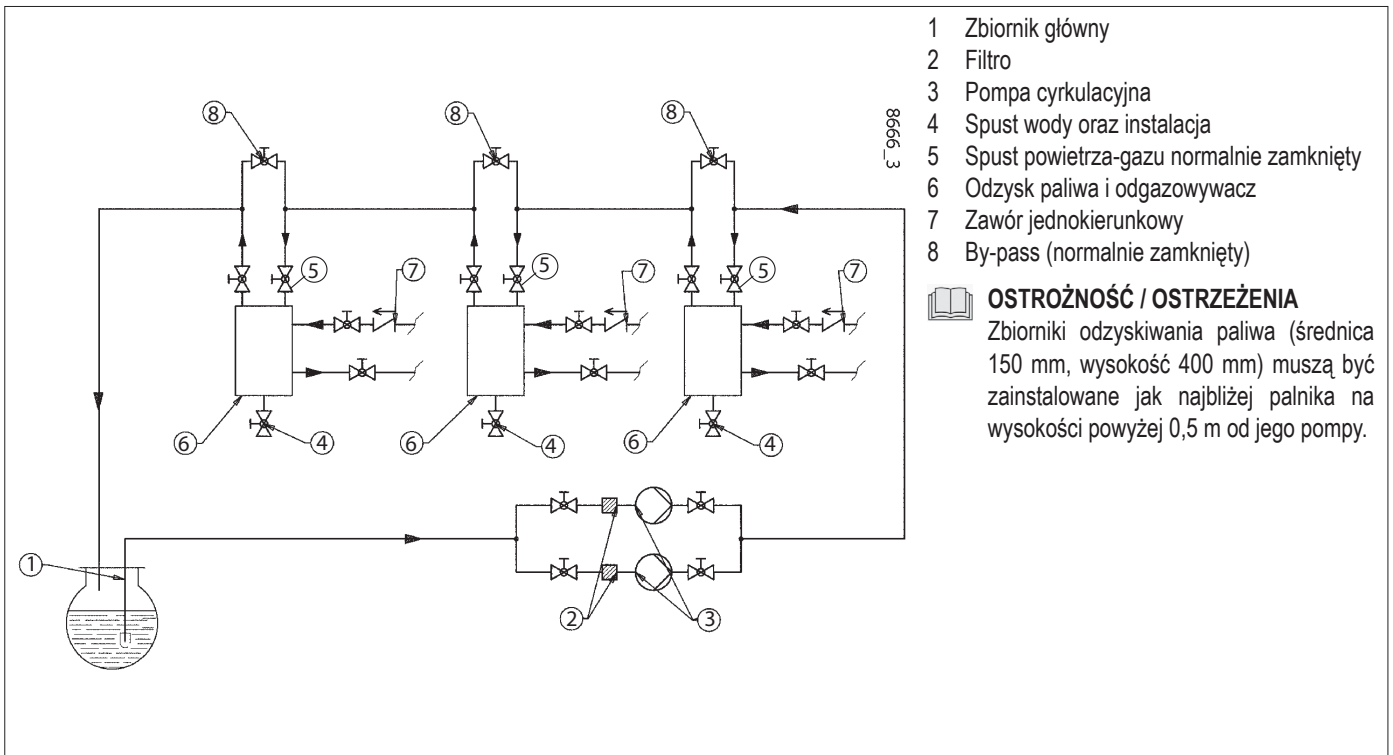 1 Zbiornik główny
2 Filtro
3 Pompa cyrkulacyjna
4 Spust wody oraz instalacja
5 Spust powietrza-gazu normalnie zamknięty
6 Odzysk paliwa i odgazowywacz
7 Zawór jednokierunkowy
8 By-pass (normalnie zamknięty)
OSTROŻNOŚĆ / OSTRZEŻENIA
Zbiorniki odzyskiwania paliwa (średnica
150 mm, wysokość 400 mm) muszą być
zainstalowane jak najbliżej palnika na
wysokości powyżej 0,5 m od jego pompy.
8666_3
8 8 8
5 5 5
7 7 7
6 4 6 4 6 4
1
2 3